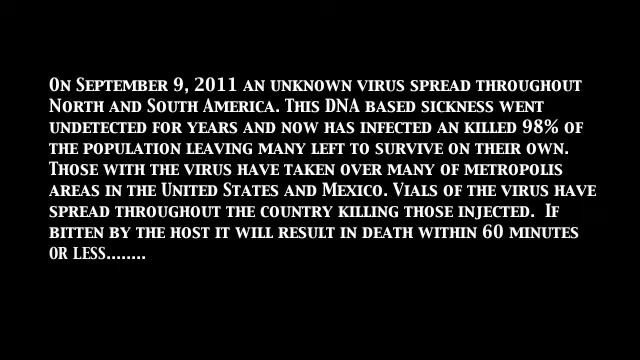 On September 9, 2011 an unknown virus spread throughout
North and South America. This DNA based sickness went
undetected for years and now has infected an killed 98% of
the population leaving many left to survive on their own.
Those with the virus have taken over many of metropolis
areas in the United States and Mexico. Vials of the virus have
spread throughout the country killing those injected.  If
bitten by the host it will result in death within 60 minutes
or less........